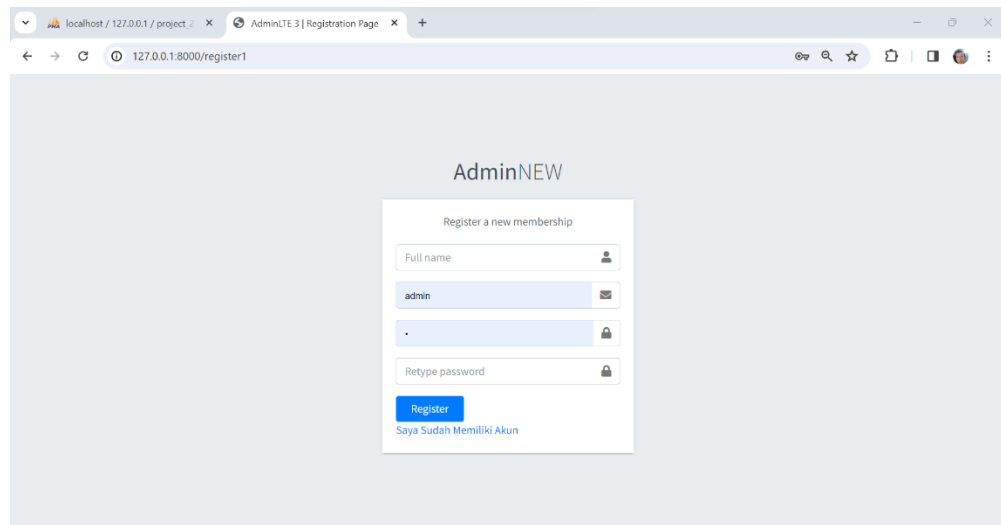 localhost / 127.0.0.1 / project_2
AdminLTE 3 | Registration Page
127.0.0.1:8000/register1
AdminNEW
Register a new membership
Full name
admin
Retype password
Register
Saya Sudah Memiliki Akun